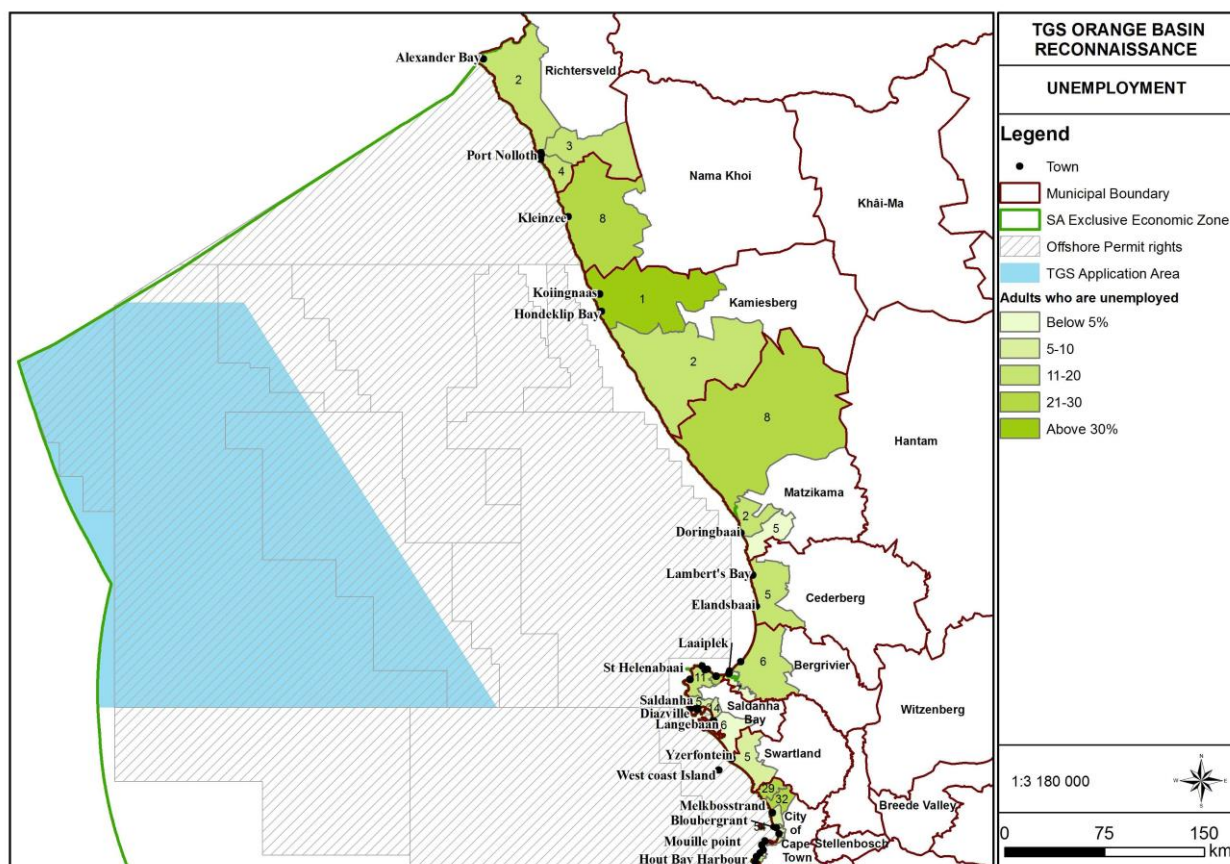 Alexander Bay
2
Richtersveld
3
Port Nolloth
4
Nama Khoi
Khâi-Ma
Kleinzee
8
Koiingnaas
1
Kamiesberg
Hondeklip Bay
2
8
Hantam
Matzikama
2
5
Doringbaai
Lambert's Bay
5
Cederberg
Elandsbaai
Laaiplek
6
Bergrivier
St Helenabaai
11
Witzenberg
Saldanha
5
Diazville
Saldanha
Bay
Langebaan
6
Swartland
Yzerfontein
5
West coast Island
29
32
Melkbosstrand
Breede Valley
Bloubergrant
City
of
Cape
Town
Stellenbosch
Mouille point
Hout Bay Harbour
TGS ORANGE BASIN
RECONNAISSANCE
UNEMPLOYMENT
Legend
Town
Municipal Boundary
SA Exclusive Economic Zone
Offshore Permit rights
TGS Application Area
Adults who are unemployed
Below 5%
5-10
11-20
21-30
Above 30%
1:3 180 000
N
W
E
S
0 75 150
km